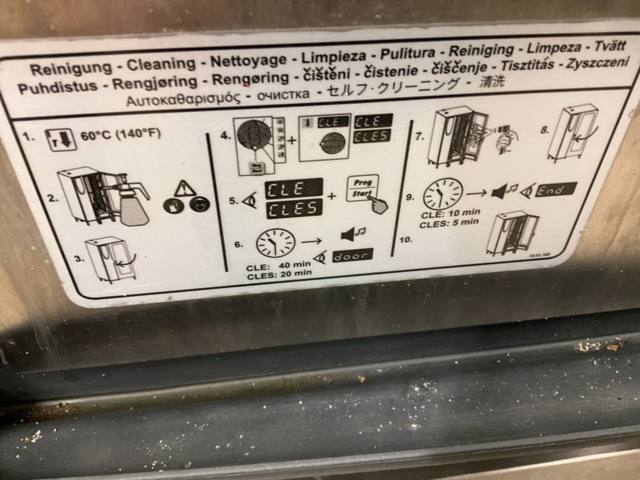 Reinigung - Cleaning - Nettoyage - Limpieza - Pulitura - Reiniging - Limpeza - Tvätt
Puhdistus - Rengjøring - Rengøring - čištěni - čistenie - čiščenje - Tisztitás - Zyszczeni
Αυτοκαθαρισμός - очистка - セルフ・クリーニング - 清洗
1. T 60°C (140°F)
2.
3.
4. + CLE CLE
CLES
5. CLE
CLES + Prog
Start
6.
CLE: 40 min
CLES: 20 min
door
7.
8.
9. End
CLE: 10 min
CLES: 5 min
10.